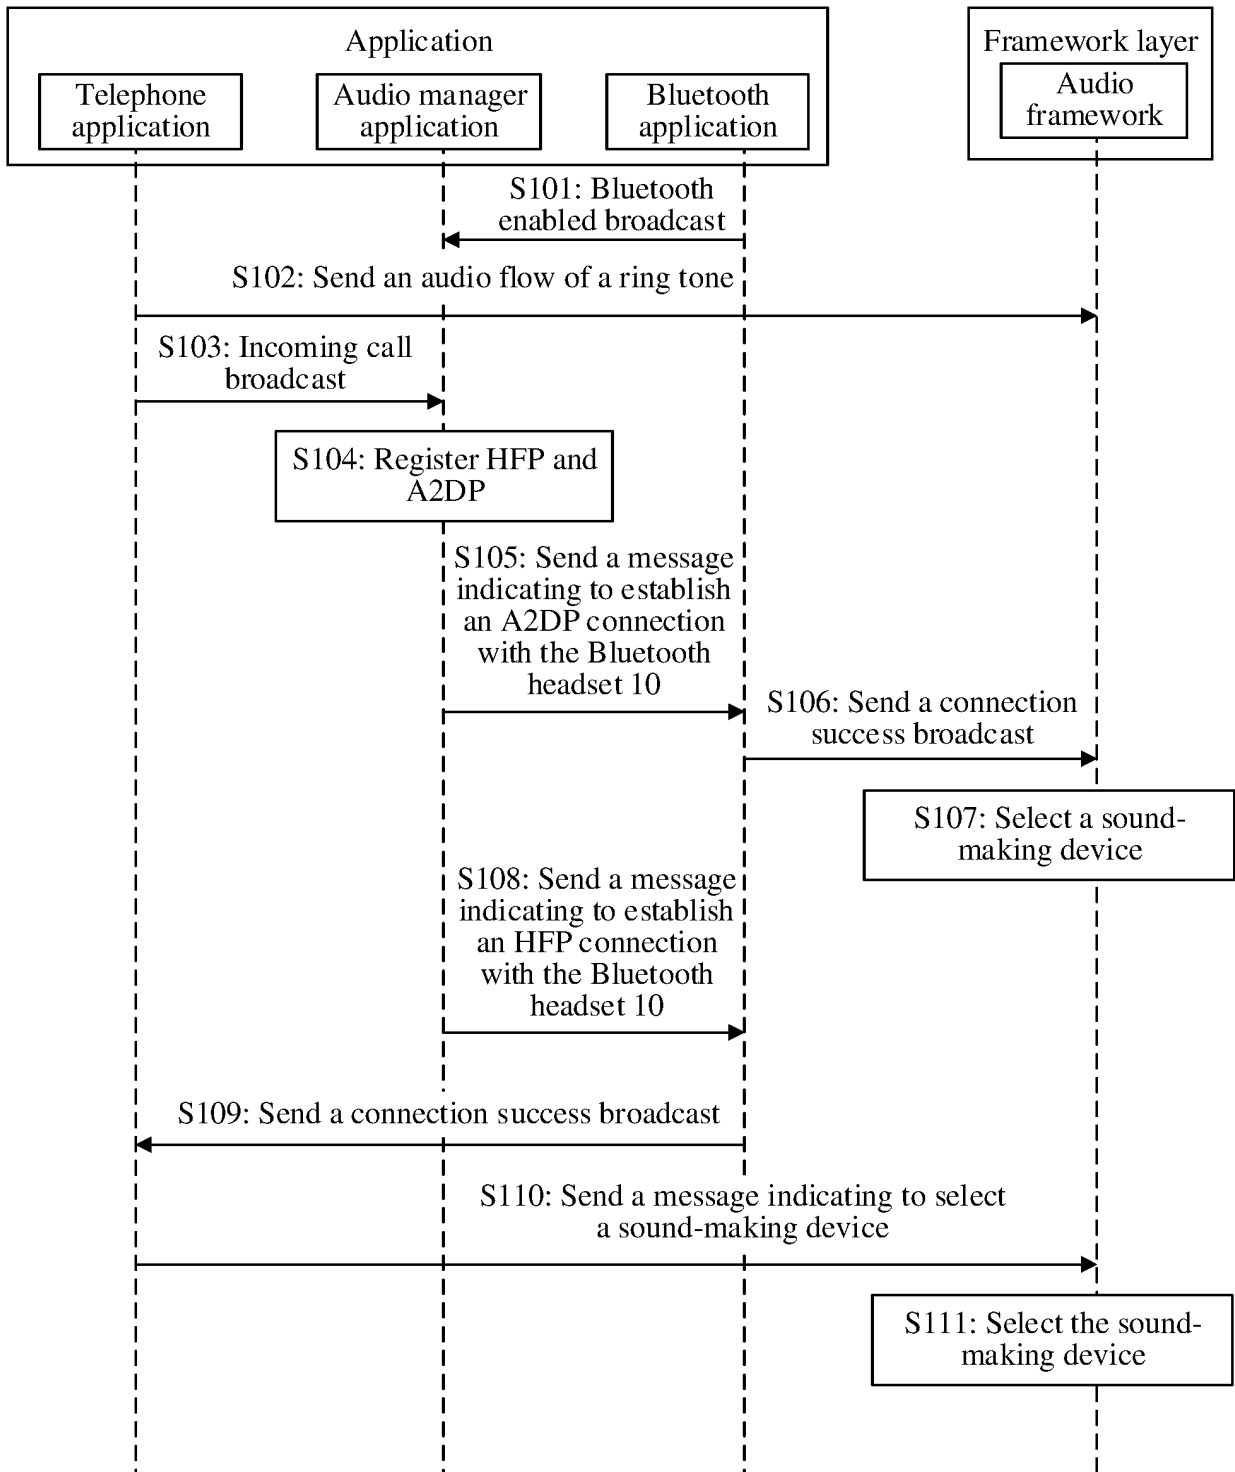 Application
Framework layer
Telephone
application
Audio manager
application
Bluetooth
application
Audio
framework
S101: Bluetooth
enabled broadcast
S102: Send an audio flow of a ring tone
S103: Incoming call
broadcast
S104: Register HFP and
A2DP
S105: Send a message
indicating to establish
an A2DP connection
with the Bluetooth
headset 10
S106: Send a connection
success broadcast
S107: Select a sound-
making device
S108: Send a message
indicating to establish
an HFP connection
with the Bluetooth
headset 10
S109: Send a connection success broadcast
S110: Send a message indicating to select
a sound-making device
S111: Select the sound-
making device